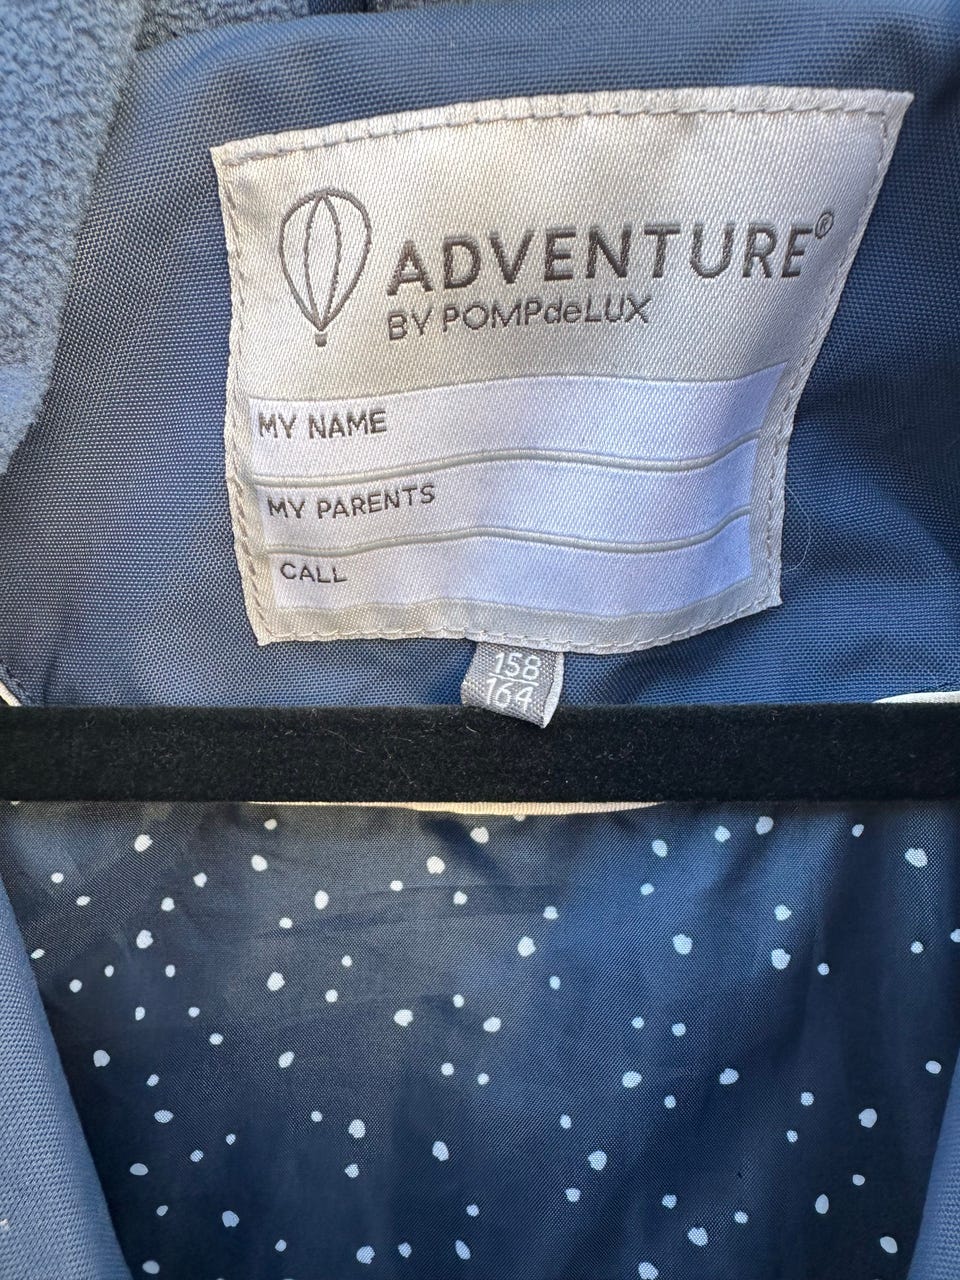 ADVENTURE®
BY POMPdeLUX
MY NAME
MY PARENTS
CALL
158
164